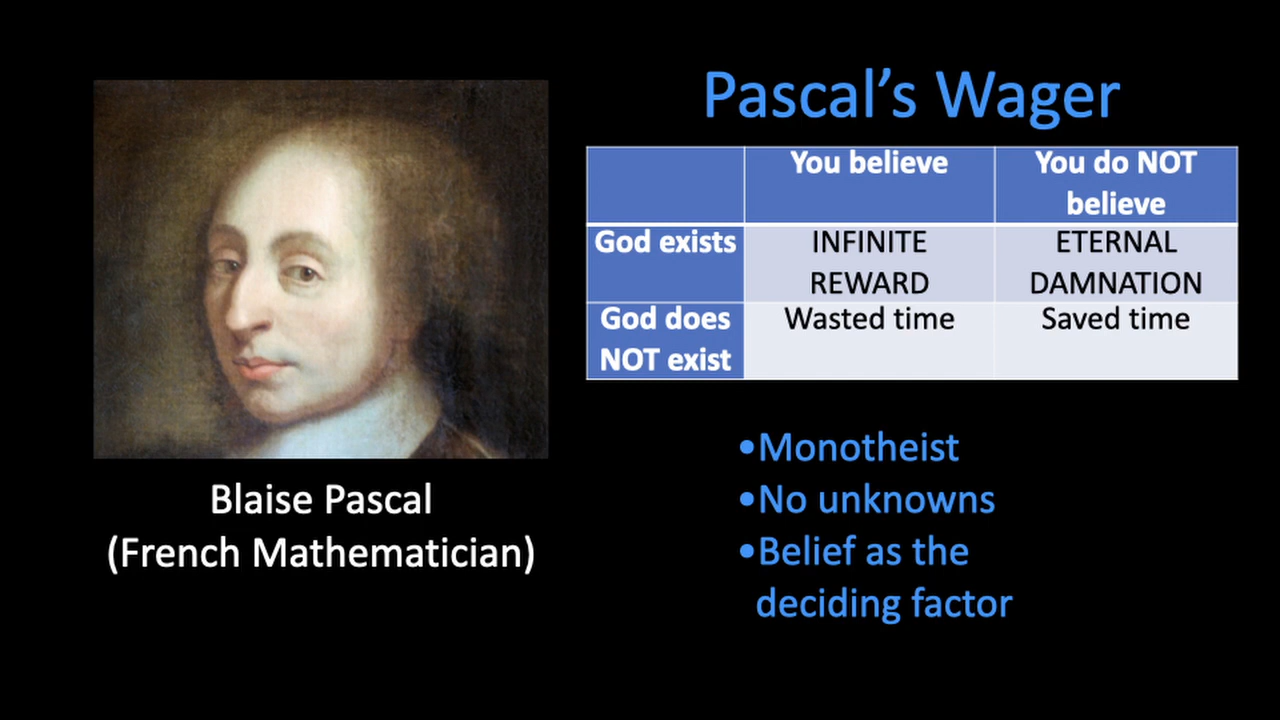 Pascal’s Wager
You believe
You do NOT
believe
God exists
INFINITE
REWARD
ETERNAL
DAMNATION
God does
NOT exist
Wasted time
Saved time
•Monotheist
•No unknowns
•Belief as the
deciding factor
Blaise Pascal
(French Mathematician)